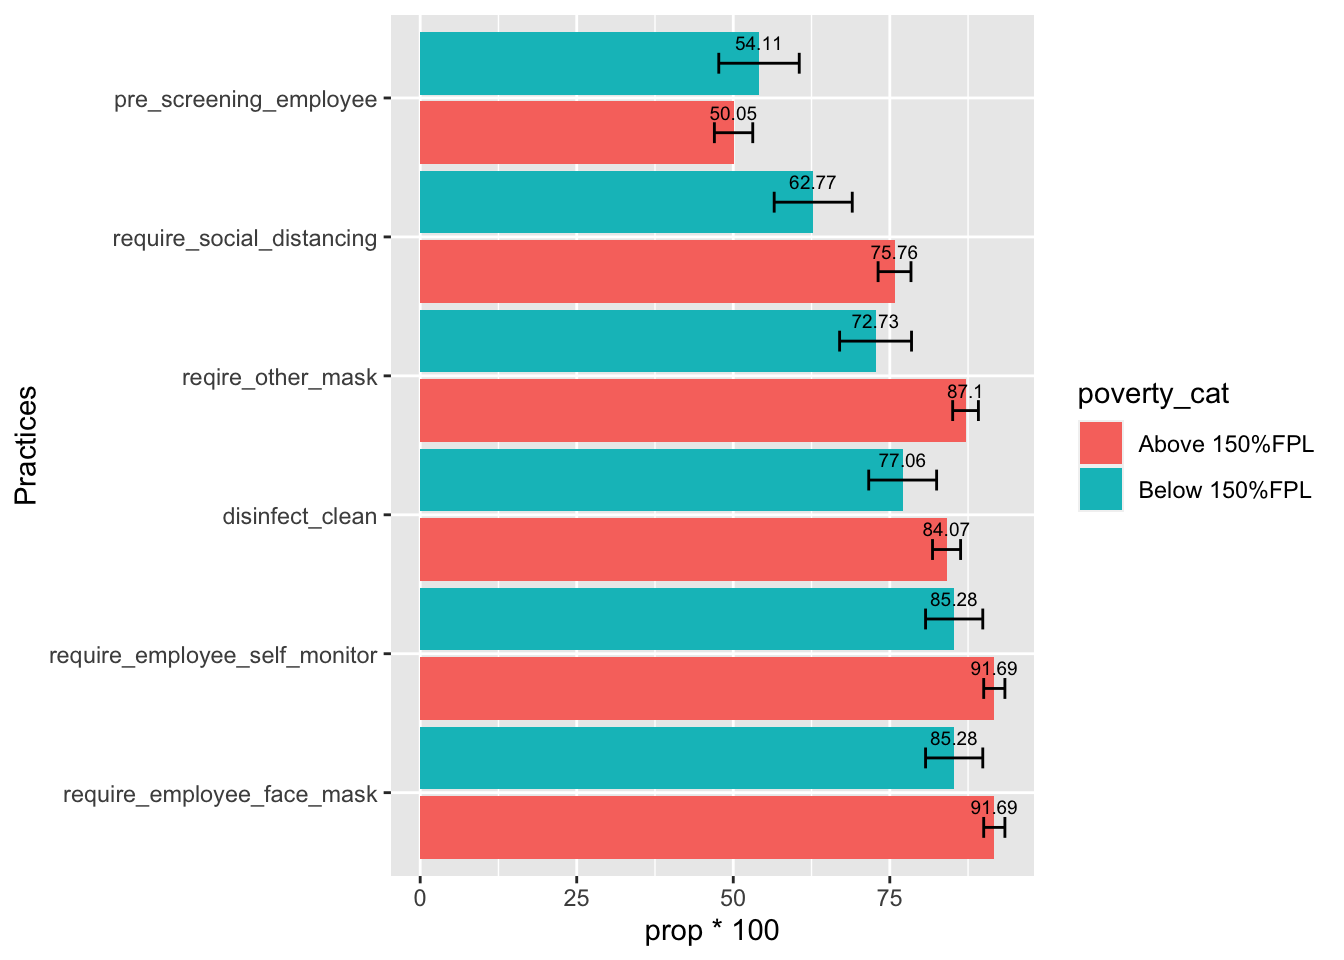 54.11
pre_screening_employee
50.05
62.77
require_social_distancing
75.76
72.73
reqire_other_mask
87.1
77.06
disinfect_clean
84.07
85.28
require_employee_self_monitor
91.69
85.28
require_employee_face_mask
91.69
0 25 50 75
prop * 100
Practices
poverty_cat
Above 150%FPL
Below 150%FPL